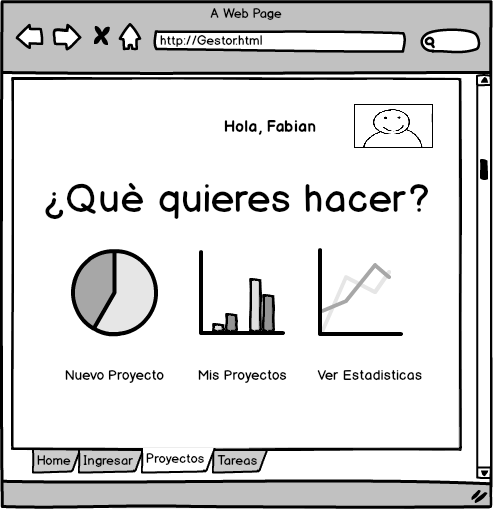 A Web Page
http://Gestor.html
Hola, Fabian
¿Què quieres hacer?
Nuevo Proyecto Mis Proyectos Ver Estadisticas
Home Ingresar Proyectos Tareas